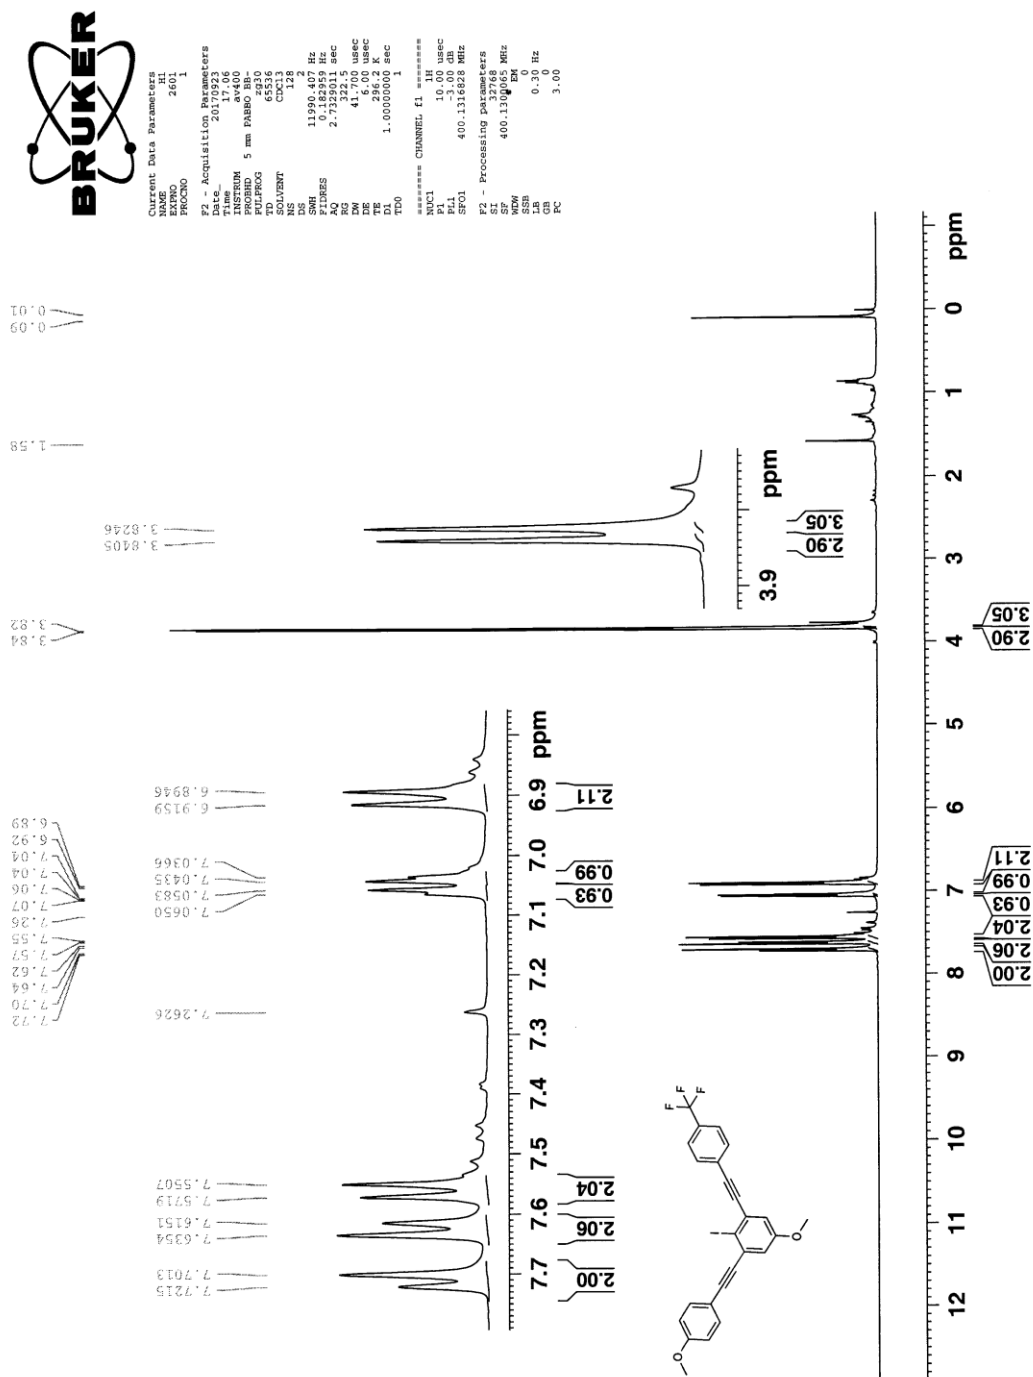 BRUKER
Current Data Parameters
NAME H1
EXPNO 2601
PROCNO 1
F2 - Acquisition Parameters
Date_ 20170923
Time 17.06
INSTRUM av400
PROBHD 5 mm PABBO BB-
PULPROG zg30
TD 65536
SOLVENT CDCl3
NS 128
DS 2
SWH 11990.407 Hz
FIDRES 0.182959 Hz
AQ 2.7329011 sec
RG 322.5
DW 41.700 usec
DE 6.00 usec
TE 296.2 K
D1 1.00000000 sec
TD0 1
======== CHANNEL f1 ========
NUC1 1H
P1 10.00 usec
PL1 -3.00 dB
SFO1 400.1316828 MHz
F2 - Processing parameters
SI 32768
SF MHz
WDW EM
SSB 0
LB 0.30 Hz
GB 0
PC 3.00
7.72
7.70
7.64
7.62
7.57
7.55
7.26
7.07
7.06
7.04
7.04
6.92
6.89
3.84
3.82
1.58
0.09
0.01
7.7215
7.7013
7.6354
7.6151
7.5719
7.5507
7.2626
7.0650
7.0583
7.0435
7.0366
6.9159
6.8946
3.8405
3.8246
7.7 7.6 7.5 7.4 7.3 7.2 7.1 7.0 6.9 ppm
2.00 2.06 2.04 0.93 0.99 2.11
3.9 ppm
2.90 3.05
O I O F F F
12 11 10 9 8 7 6 5 4 3 2 1 0 ppm
2.00 2.06 2.04 0.93 0.99 2.11 2.90 3.05